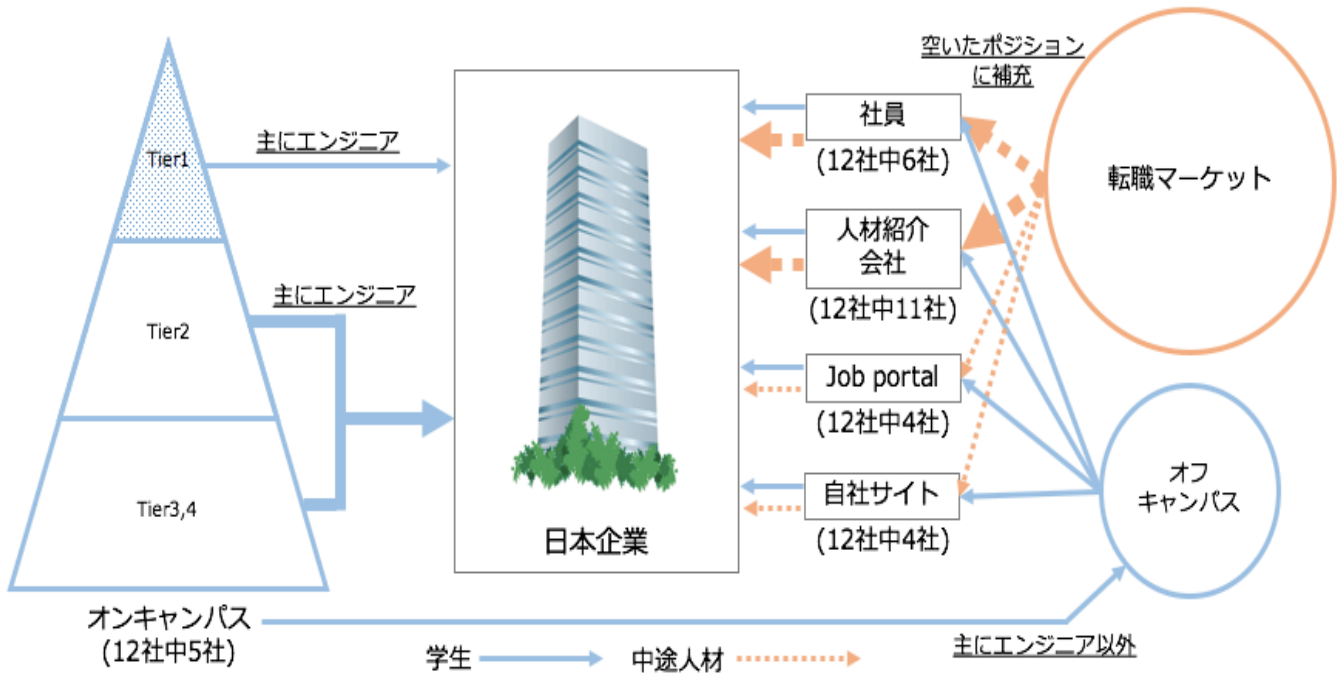 空いたポジション
に補充
主にエンジニア
Tier1
社員
(12社中6社)
転職マーケット
人材紹介
会社
(12社中11社)
主にエンジニア
Tier2
Job portal
(12社中4社)
オフ
キャンパス
Tier3,4
自社サイト
(12社中4社)
日本企業
オンキャンパス
(12社中5社)
主にエンジニア以外
学生
中途人材